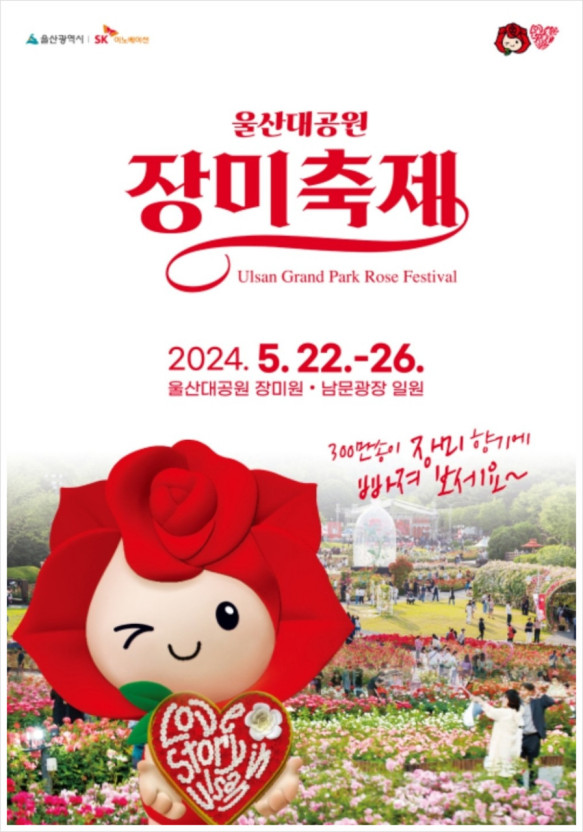 울산광역시 | SK 이노베이션
울산대공원
장미축제
Ulsan Grand Park Rose Festival
2024. 5. 22.-26.
울산대공원 장미원 • 남문광장 일원
300만송이 장미 향기에
빠져 보세요~
Love
Story in
Ulsan